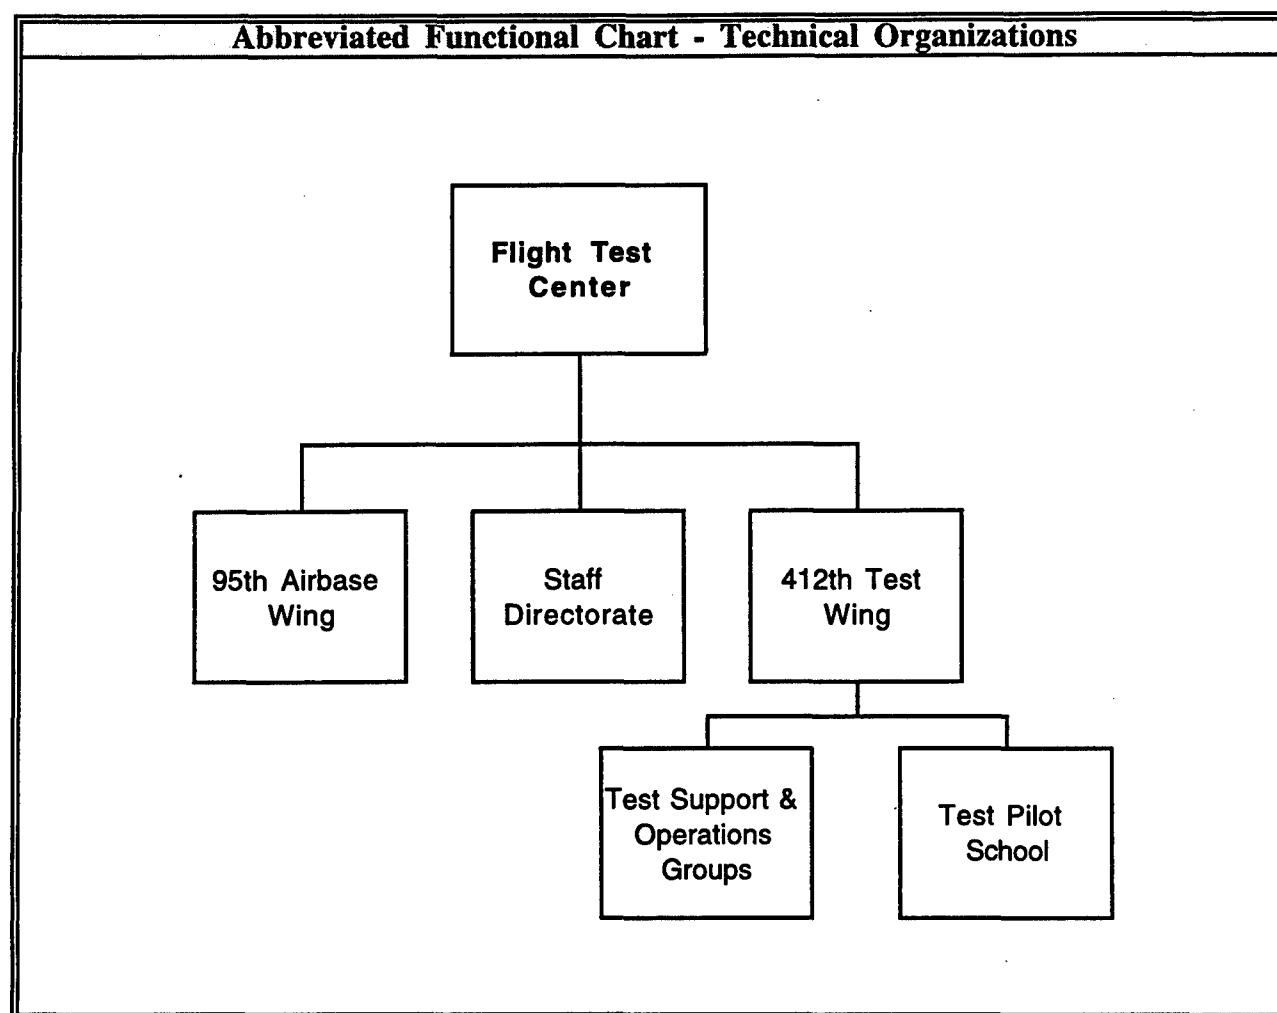 Abbreviated Functional Chart - Technical Organizations
Flight Test
Center
95th Airbase
Wing
Staff
Directorate
412th Test
Wing
Test Support &
Operations
Groups
Test Pilot
School